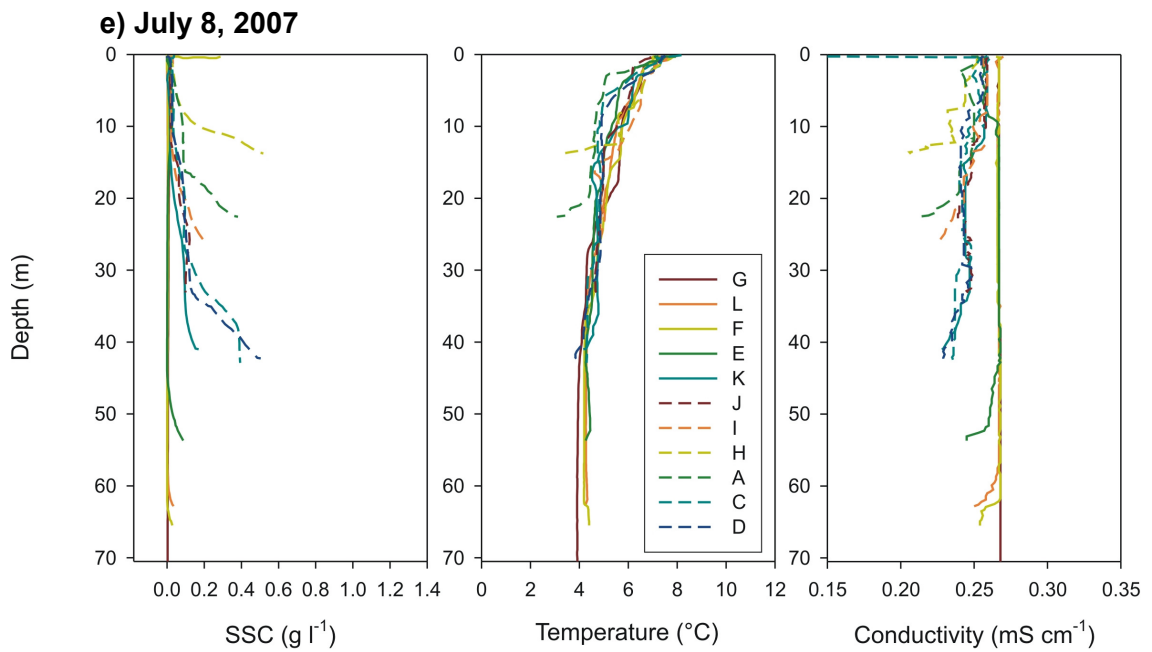 e) July 8, 2007
0
10
20
30
40
50
60
70
0.0 0.2 0.4 0.6 0.8 1.0 1.2 1.4
SSC (g l⁻¹)
Depth (m)
0
10
20
30
40
50
60
70
0 2 4 6 8 10 12
Temperature (°C)
G
L
F
E
K
J
I
H
A
C
D
0
10
20
30
40
50
60
70
0.15 0.20 0.25 0.30 0.35
Conductivity (mS cm⁻¹)